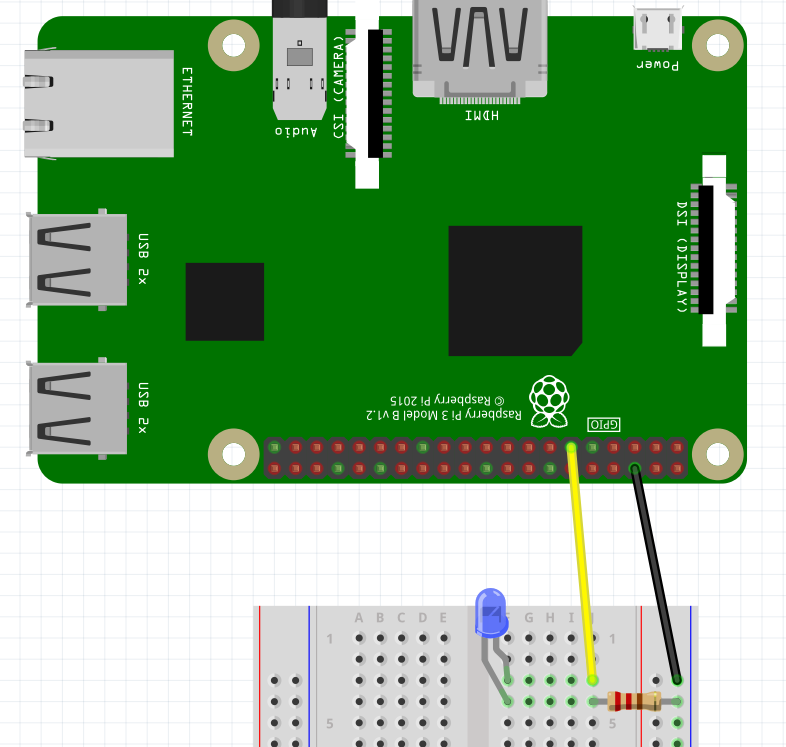 ETHERNET
Audio
CSI (CAMERA)
HDMI
Power
USB 2x
DSI (DISPLAY)
USB 2x
Raspberry Pi 3 Model B v1.2
© Raspberry Pi 2015
GPIO
A B C D E F G H I J
1 1
5 5